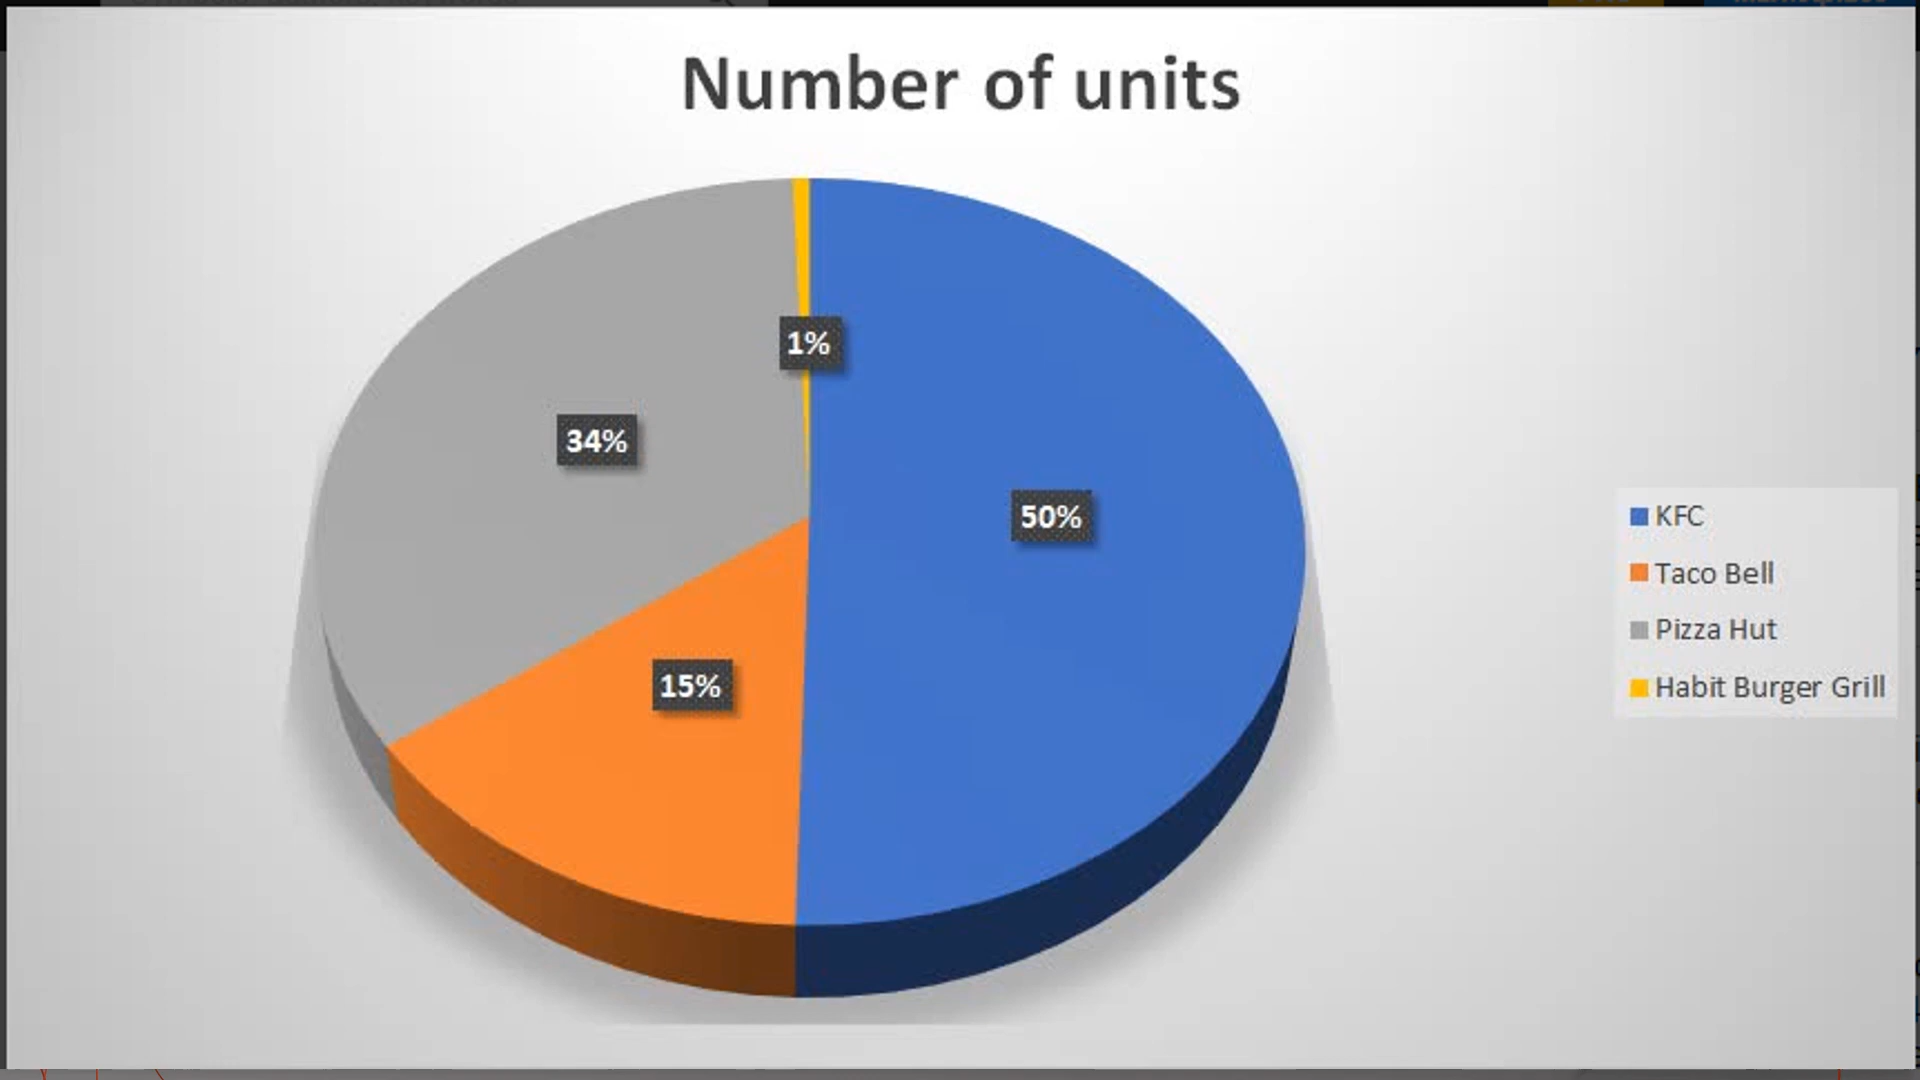 Number of units
1%
34%
50%
15%
KFC
Taco Bell
Pizza Hut
Habit Burger Grill